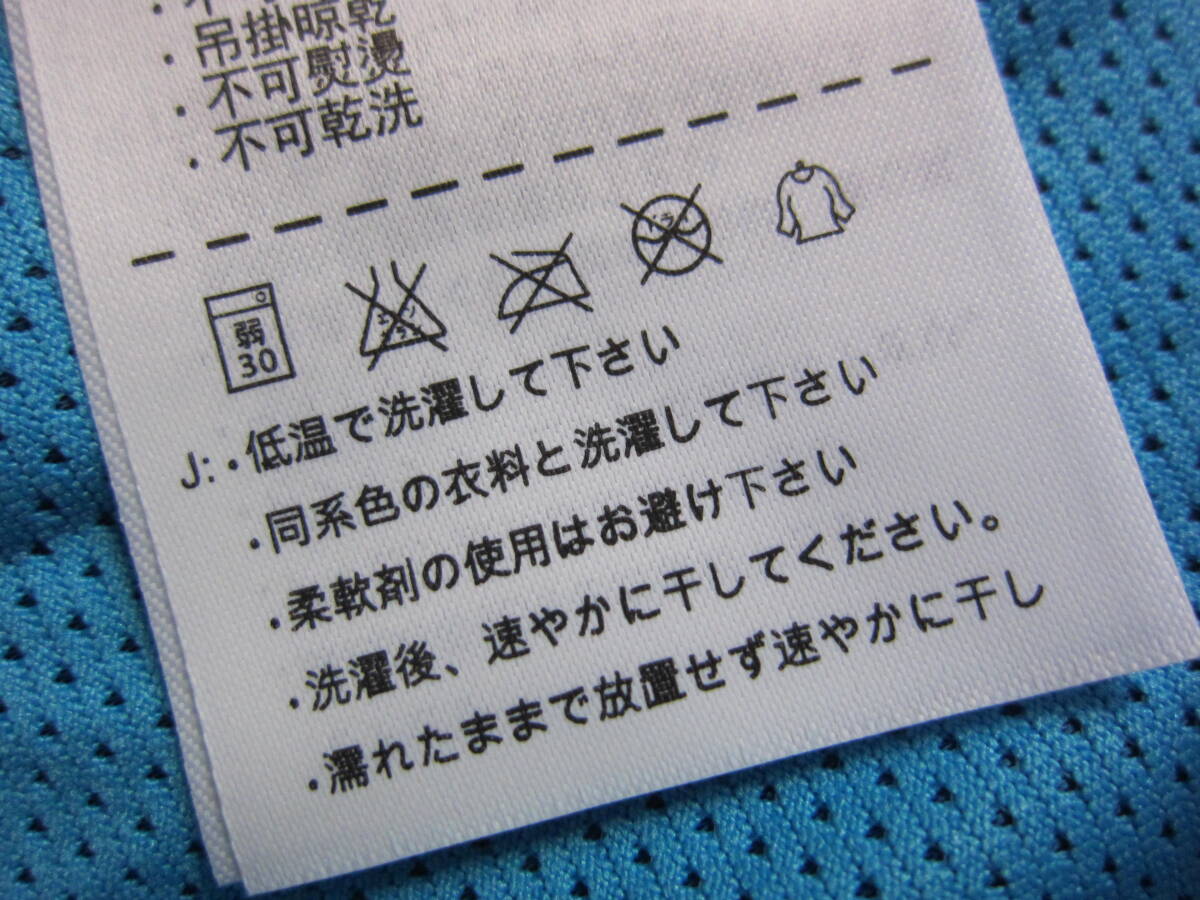 ・吊掛晾乾
・不可熨燙
・不可乾洗
弱
30
J:・低温で洗濯して下さい
・同系色の衣料と洗濯して下さい
・柔軟剤の使用はお避け下さい
・洗濯後、速やかに干してください。
・濡れたままで放置せず速やかに干し